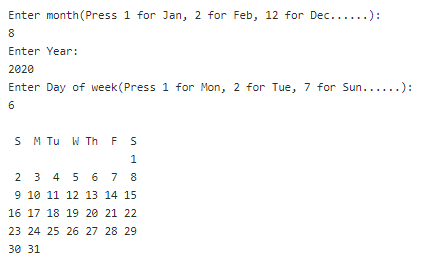 Enter month(Press 1 for Jan, 2 for Feb, 12 for Dec......):
8
Enter Year:
2020
Enter Day of week(Press 1 for Mon, 2 for Tue, 7 for Sun......):
6
S M Tu W Th F S
1
2 3 4 5 6 7 8
9 10 11 12 13 14 15
16 17 18 19 20 21 22
23 24 25 26 27 28 29
30 31